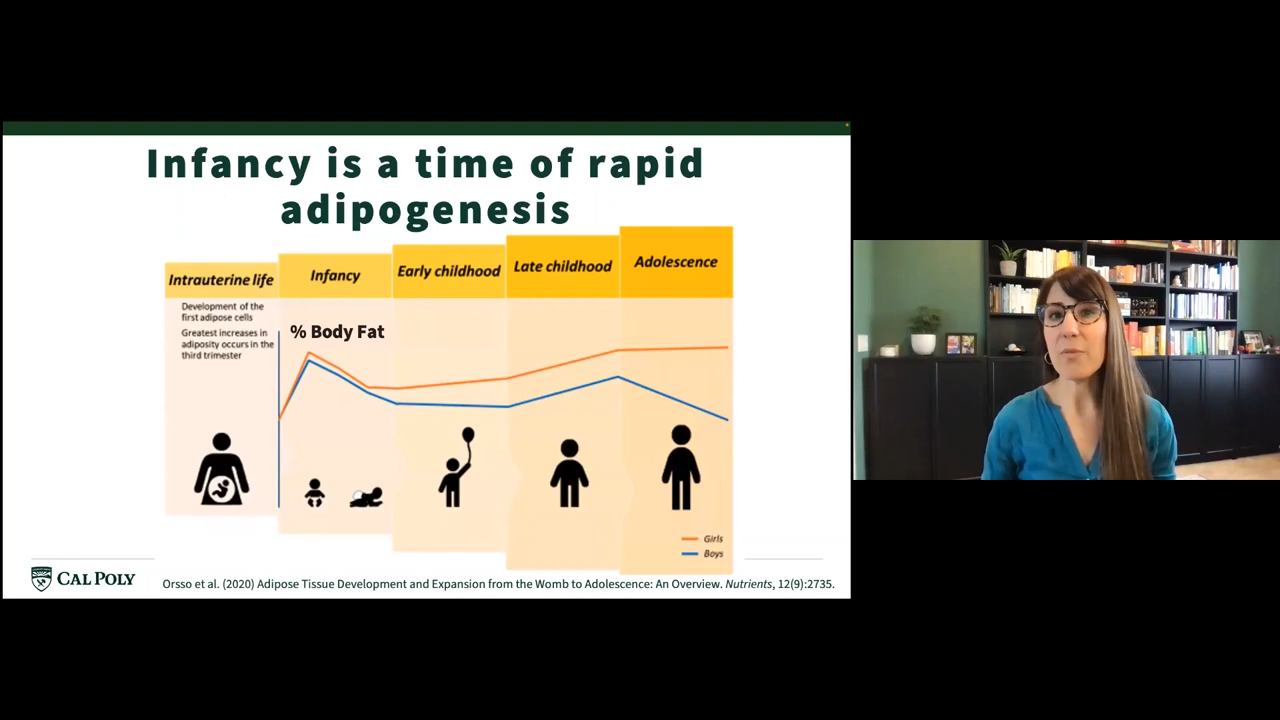 Infancy is a time of rapid
adipogenesis
Intrauterine life
Infancy
Early childhood
Late childhood
Adolescence
Development of the
first adipose cells
Greatest increases in
adiposity occurs in the
third trimester
% Body Fat
Girls
Boys
CAL POLY
Orsso et al. (2020) Adipose Tissue Development and Expansion from the Womb to Adolescence: An Overview. Nutrients, 12(9):2735.